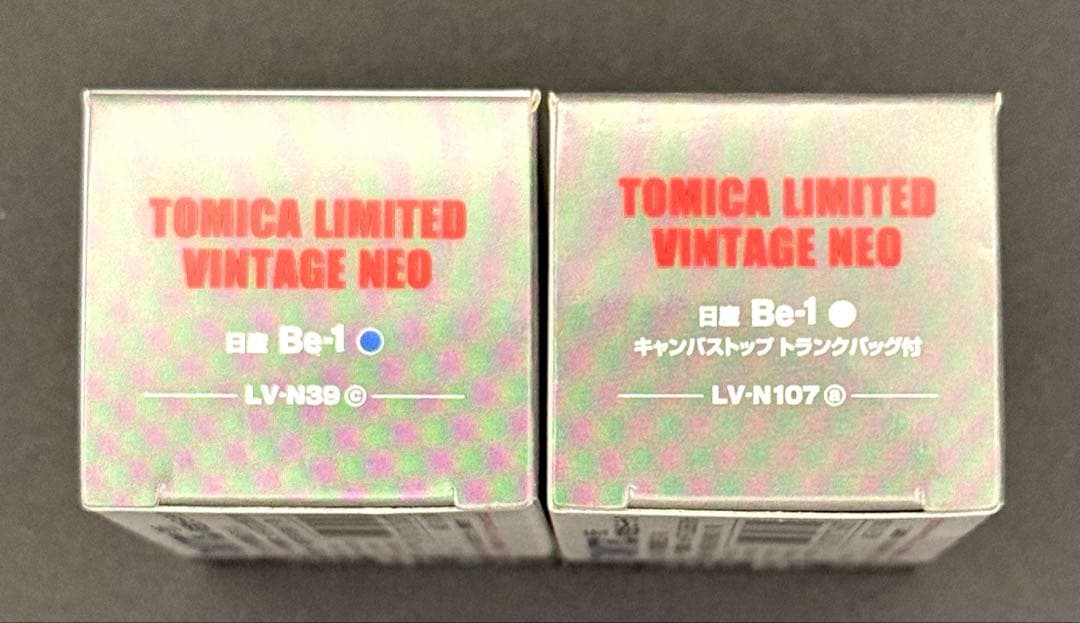 TOMICA LIMITED
VINTAGE NEO
日産 Be-1
LV-N39 ⓒ
TOMICA LIMITED
VINTAGE NEO
日産 Be-1
キャンバストップ トランクバッグ付
LV-N107 ⓐ